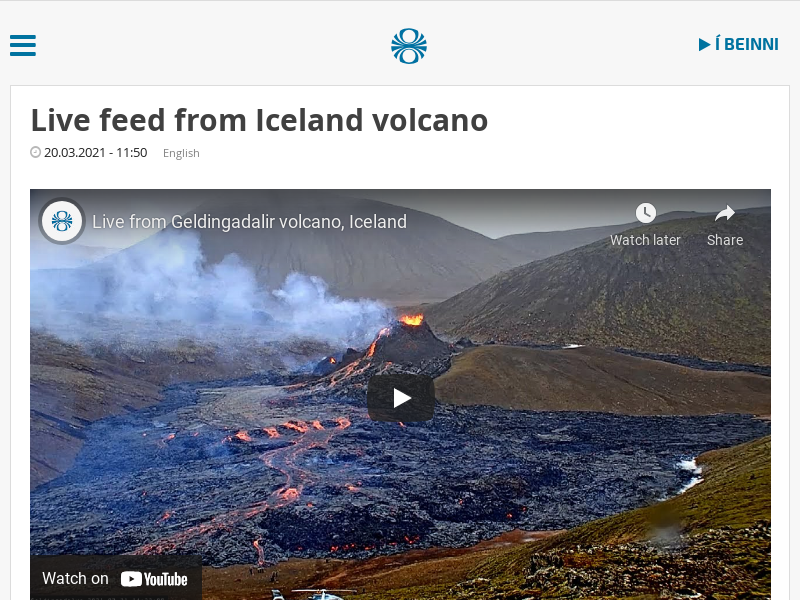 Í BEINNI
Live feed from Iceland volcano
20.03.2021 - 11:50 English
Live from Geldingadalir volcano, Iceland
Watch later
Share
Watch on YouTube